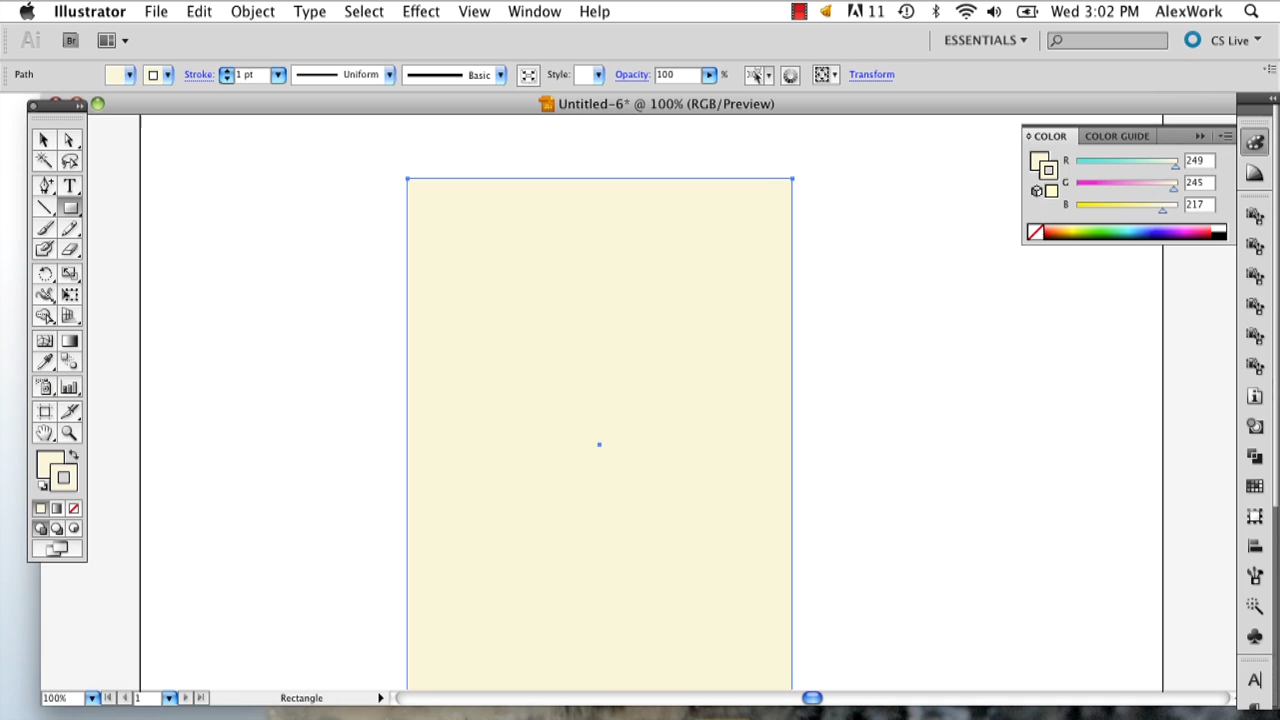 Illustrator File Edit Object Type Select Effect View Window Help 11 Wed 3:02 PM AlexWork
Ai Br ESSENTIALS CS Live
Path Stroke: 1 pt Uniform Basic Style: Opacity: 100 % Transform
Untitled-6* @ 100% (RGB/Preview)
COLOR COLOR GUIDE
R 249
G 245
B 217
T
A
100% 1 Rectangle